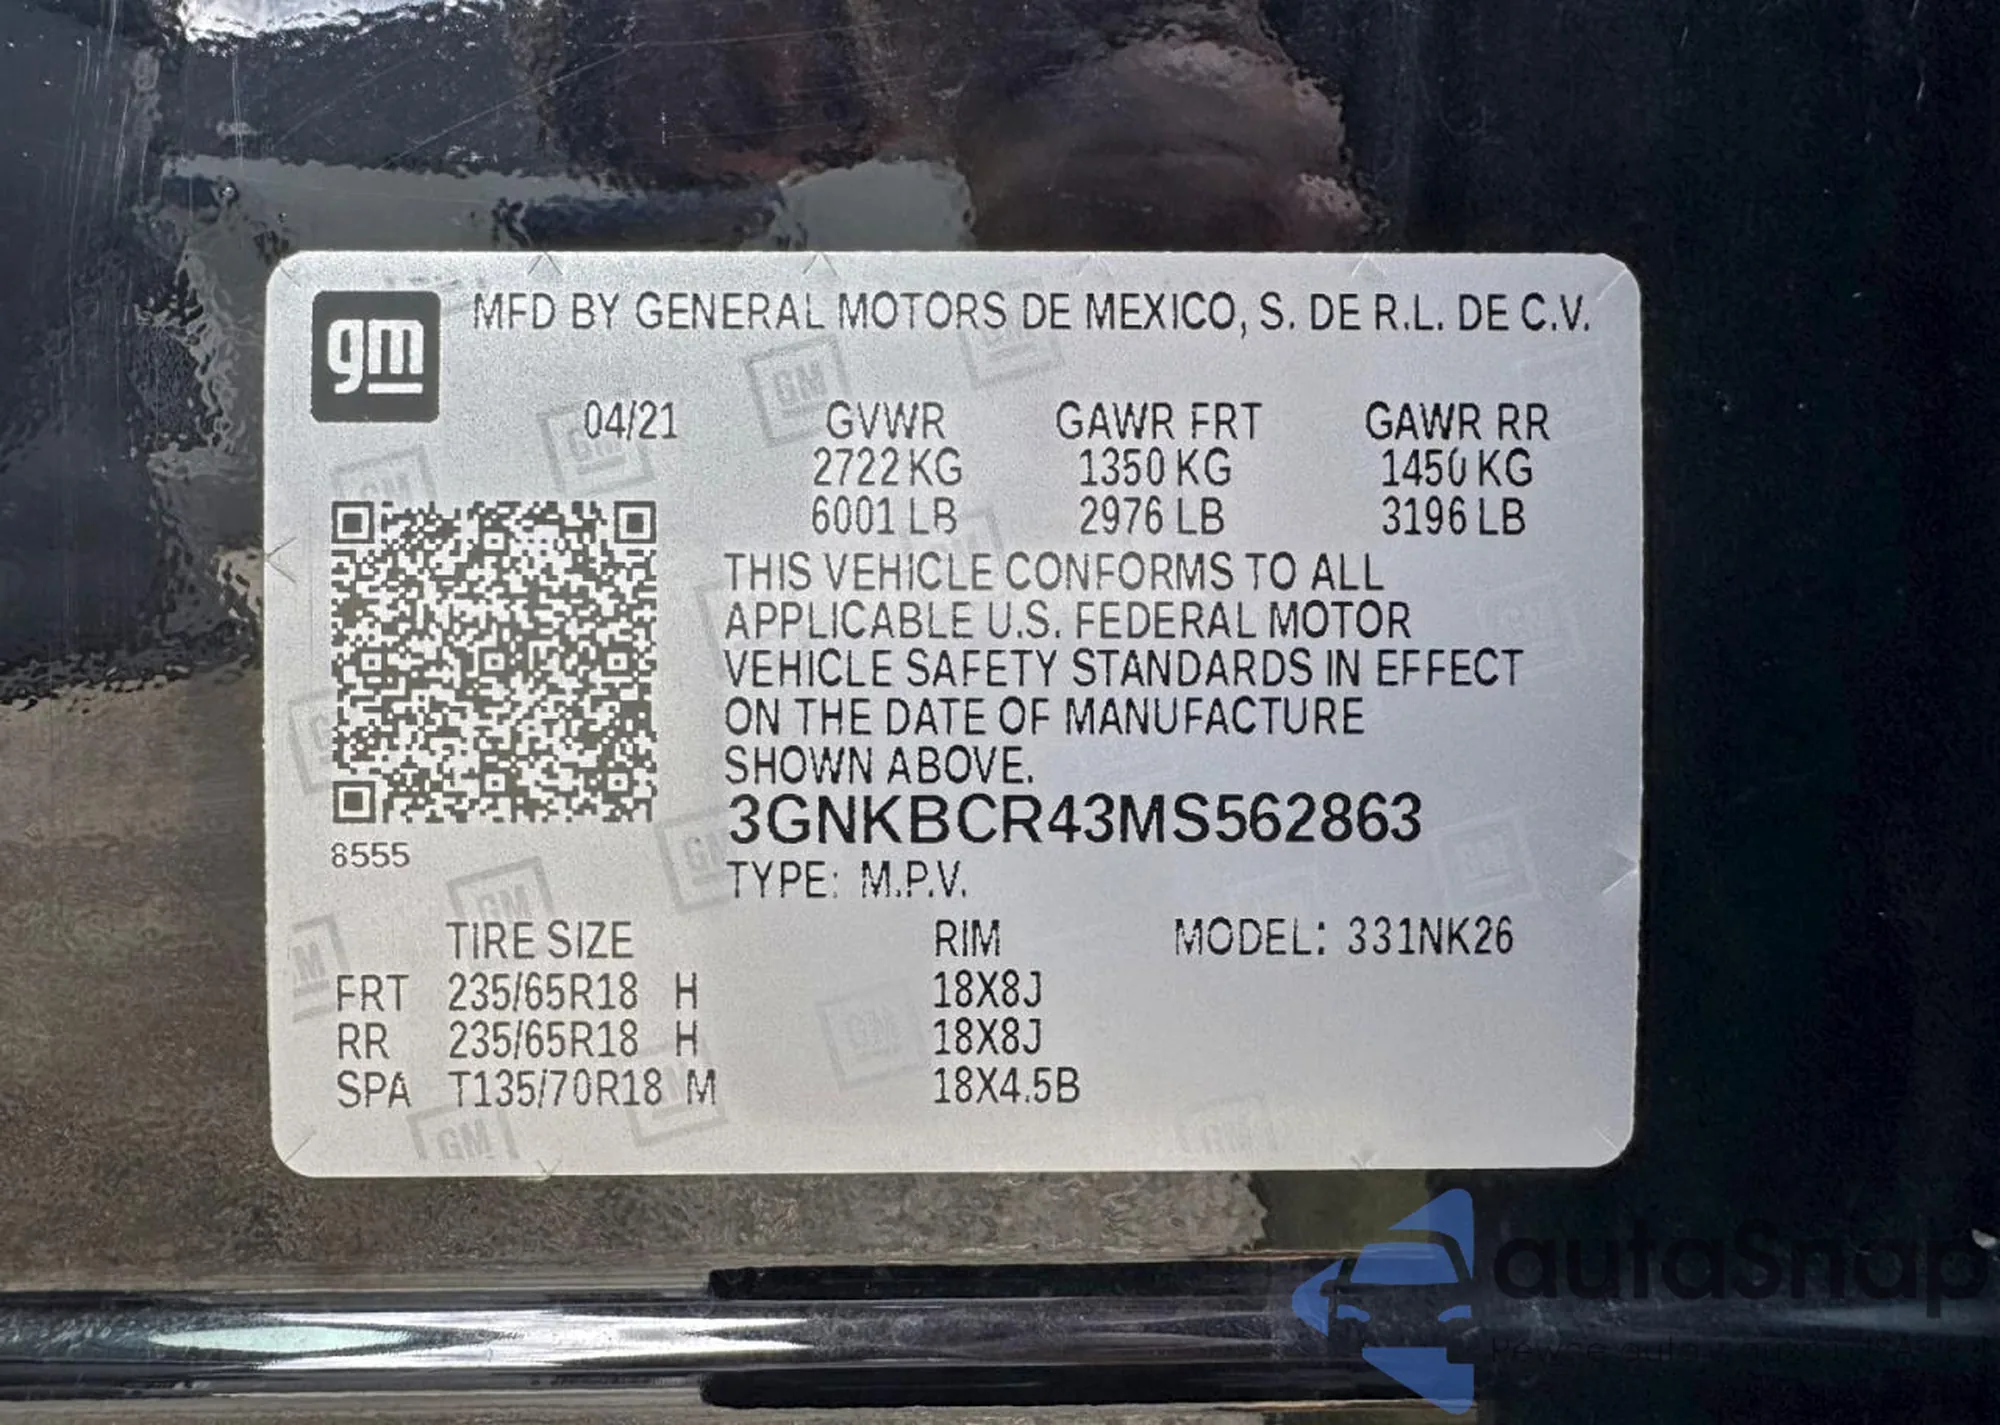 gm
MFD BY GENERAL MOTORS DE MEXICO, S. DE R.L. DE C.V.
04/21 GVWR GAWR FRT GAWR RR
2722 KG 1350 KG 1450 KG
6001 LB 2976 LB 3196 LB
THIS VEHICLE CONFORMS TO ALL
APPLICABLE U.S. FEDERAL MOTOR
VEHICLE SAFETY STANDARDS IN EFFECT
ON THE DATE OF MANUFACTURE
SHOWN ABOVE.
3GNKBCR43MS562863
8555
TYPE: M.P.V.
TIRE SIZE RIM MODEL: 331NK26
FRT 235/65R18 H 18X8J
RR 235/65R18 H 18X8J
SPA T135/70R18 M 18X4.5B
autaSnap